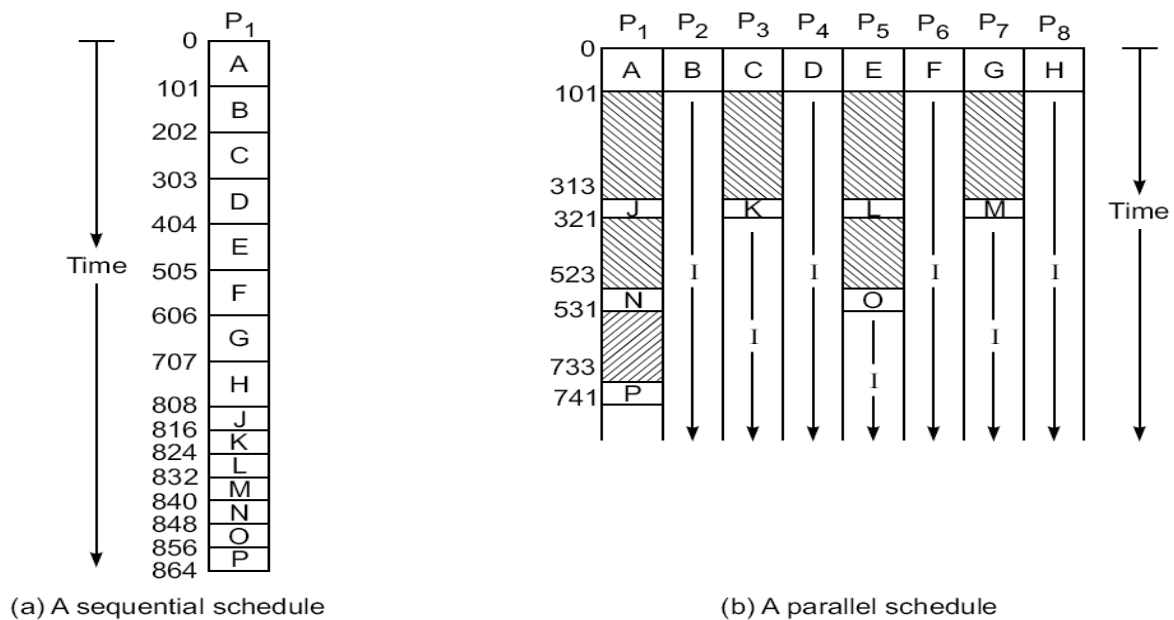 P1
0
A
101
B
202
C
303
D
404
E
505
F
606
G
707
H
808
J
816
K
824
L
832
M
840
N
848
O
856
P
864
Time
(a) A sequential schedule
P1 P2 P3 P4 P5 P6 P7 P8
0
A B C D E F G H
101
313
J K L M
321
I I I I
523
N O
531
I I
I
733
P
741
Time
(b) A parallel schedule